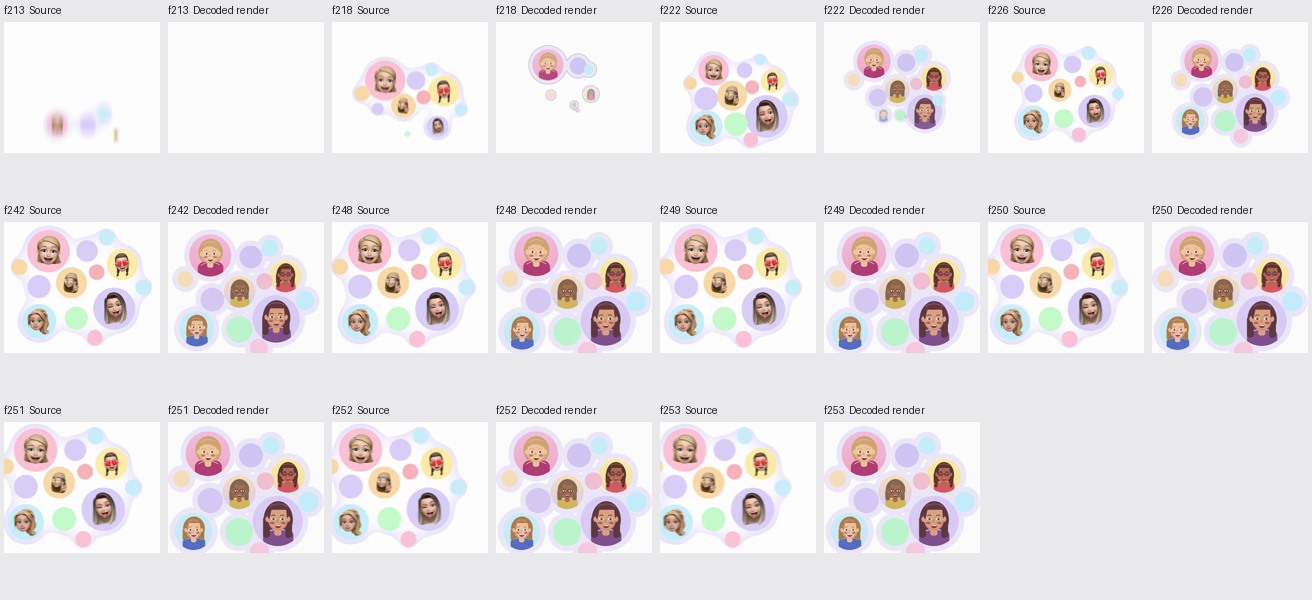 f213 Source
f213 Decoded render
f218 Source
f218 Decoded render
f222 Source
f222 Decoded render
f226 Source
f226 Decoded render
f242 Source
f242 Decoded render
f248 Source
f248 Decoded render
f249 Source
f249 Decoded render
f250 Source
f250 Decoded render
f251 Source
f251 Decoded render
f252 Source
f252 Decoded render
f253 Source
f253 Decoded render